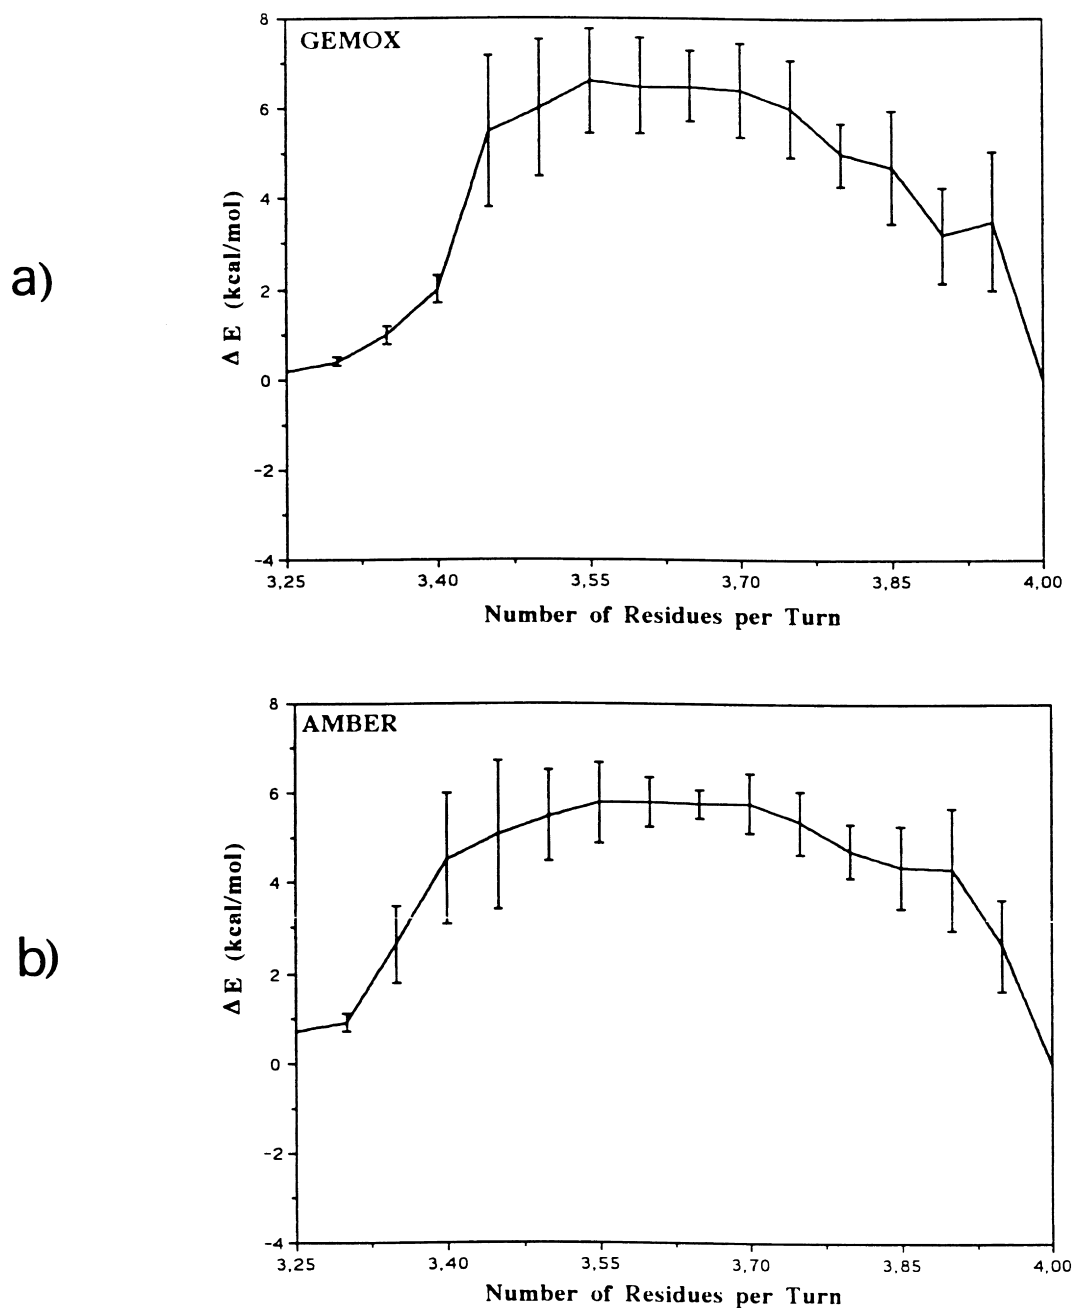 a)
GEMOX
8
6
4
2
0
-2
-4
Δ E (kcal/mol)
3,25 3,40 3,55 3,70 3,85 4,00
Number of Residues per Turn
b)
AMBER
8
6
4
2
0
-2
-4
Δ E (kcal/mol)
3,25 3,40 3,55 3,70 3,85 4,00
Number of Residues per Turn